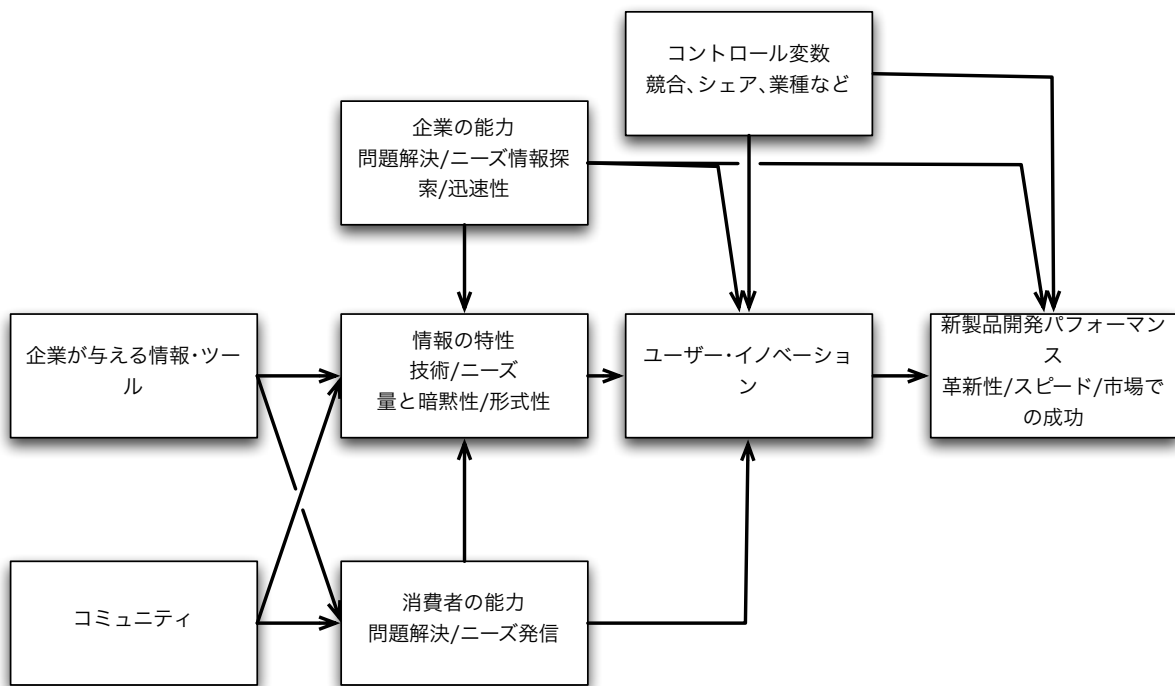 コントロール変数
競合、シェア、業種など
企業の能力
問題解決/ニーズ情報探
索/迅速性
企業が与える情報・ツー
ル
情報の特性
技術/ニーズ
量と暗黙性/形式性
ユーザー・イノベーショ
ン
新製品開発パフォーマン
ス
革新性/スピード/市場で
の成功
コミュニティ
消費者の能力
問題解決/ニーズ発信